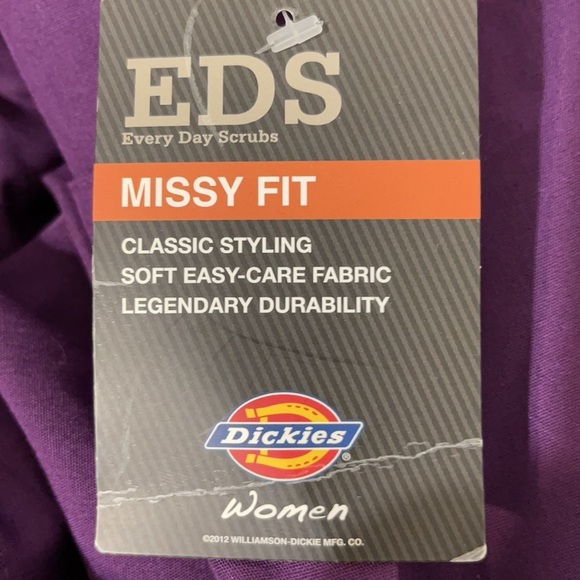 EDS
Every Day Scrubs
MISSY FIT
CLASSIC STYLING
SOFT EASY-CARE FABRIC
LEGENDARY DURABILITY
Dickies®
Women
©2012 WILLIAMSON-DICKIE MFG. CO.